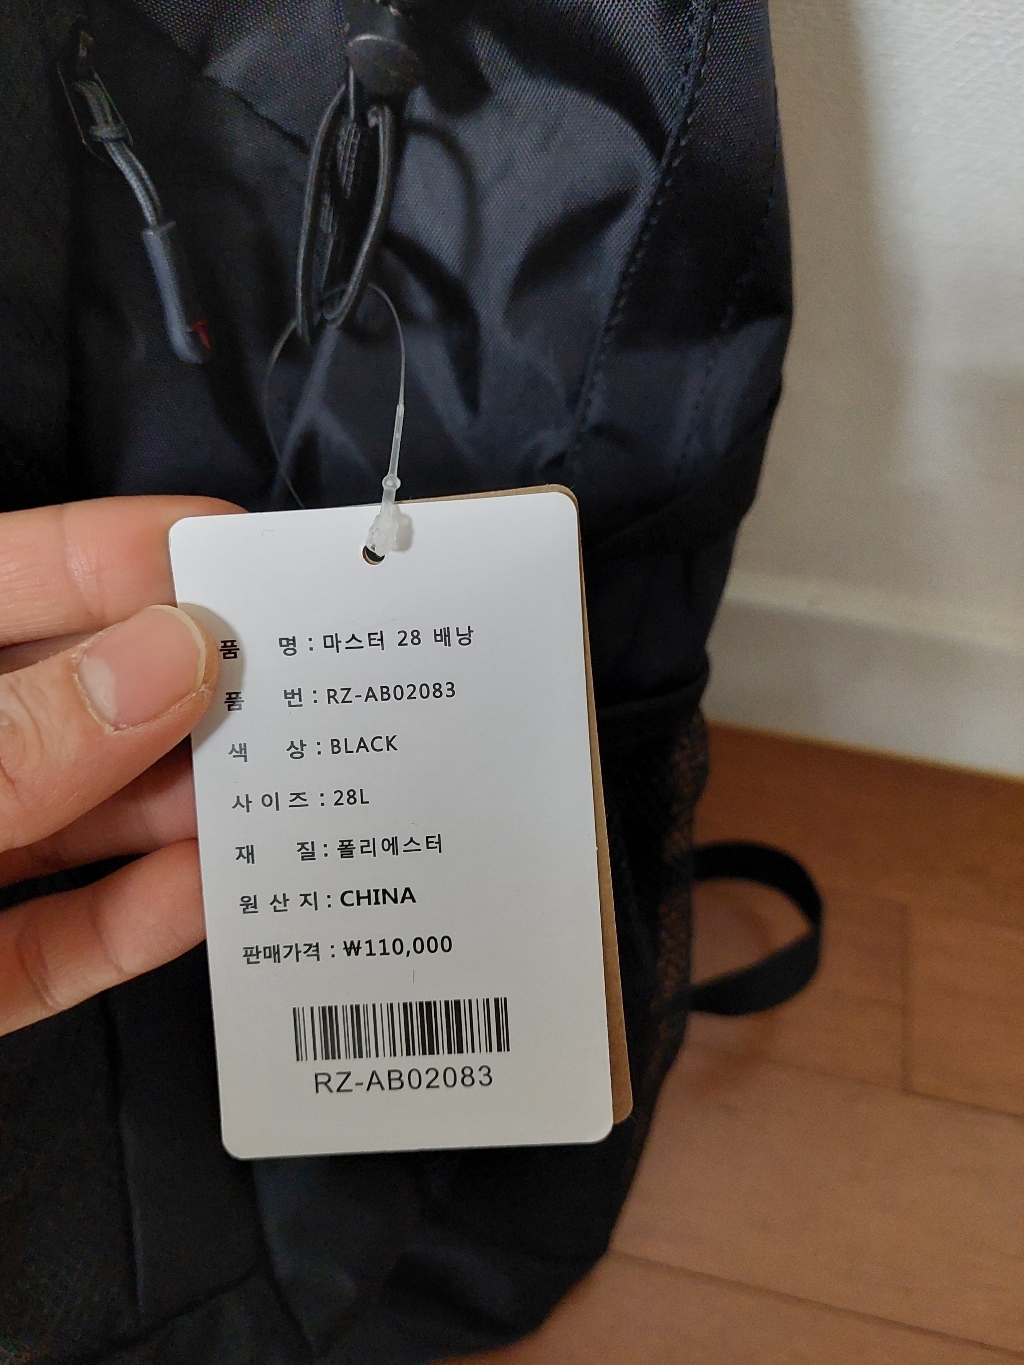 품 명 : 마스터 28 배낭
품 번 : RZ-AB02083
색 상 : BLACK
사 이 즈 : 28L
재 질 : 폴리에스터
원 산 지 : CHINA
판매가격 : ₩110,000
RZ-AB02083